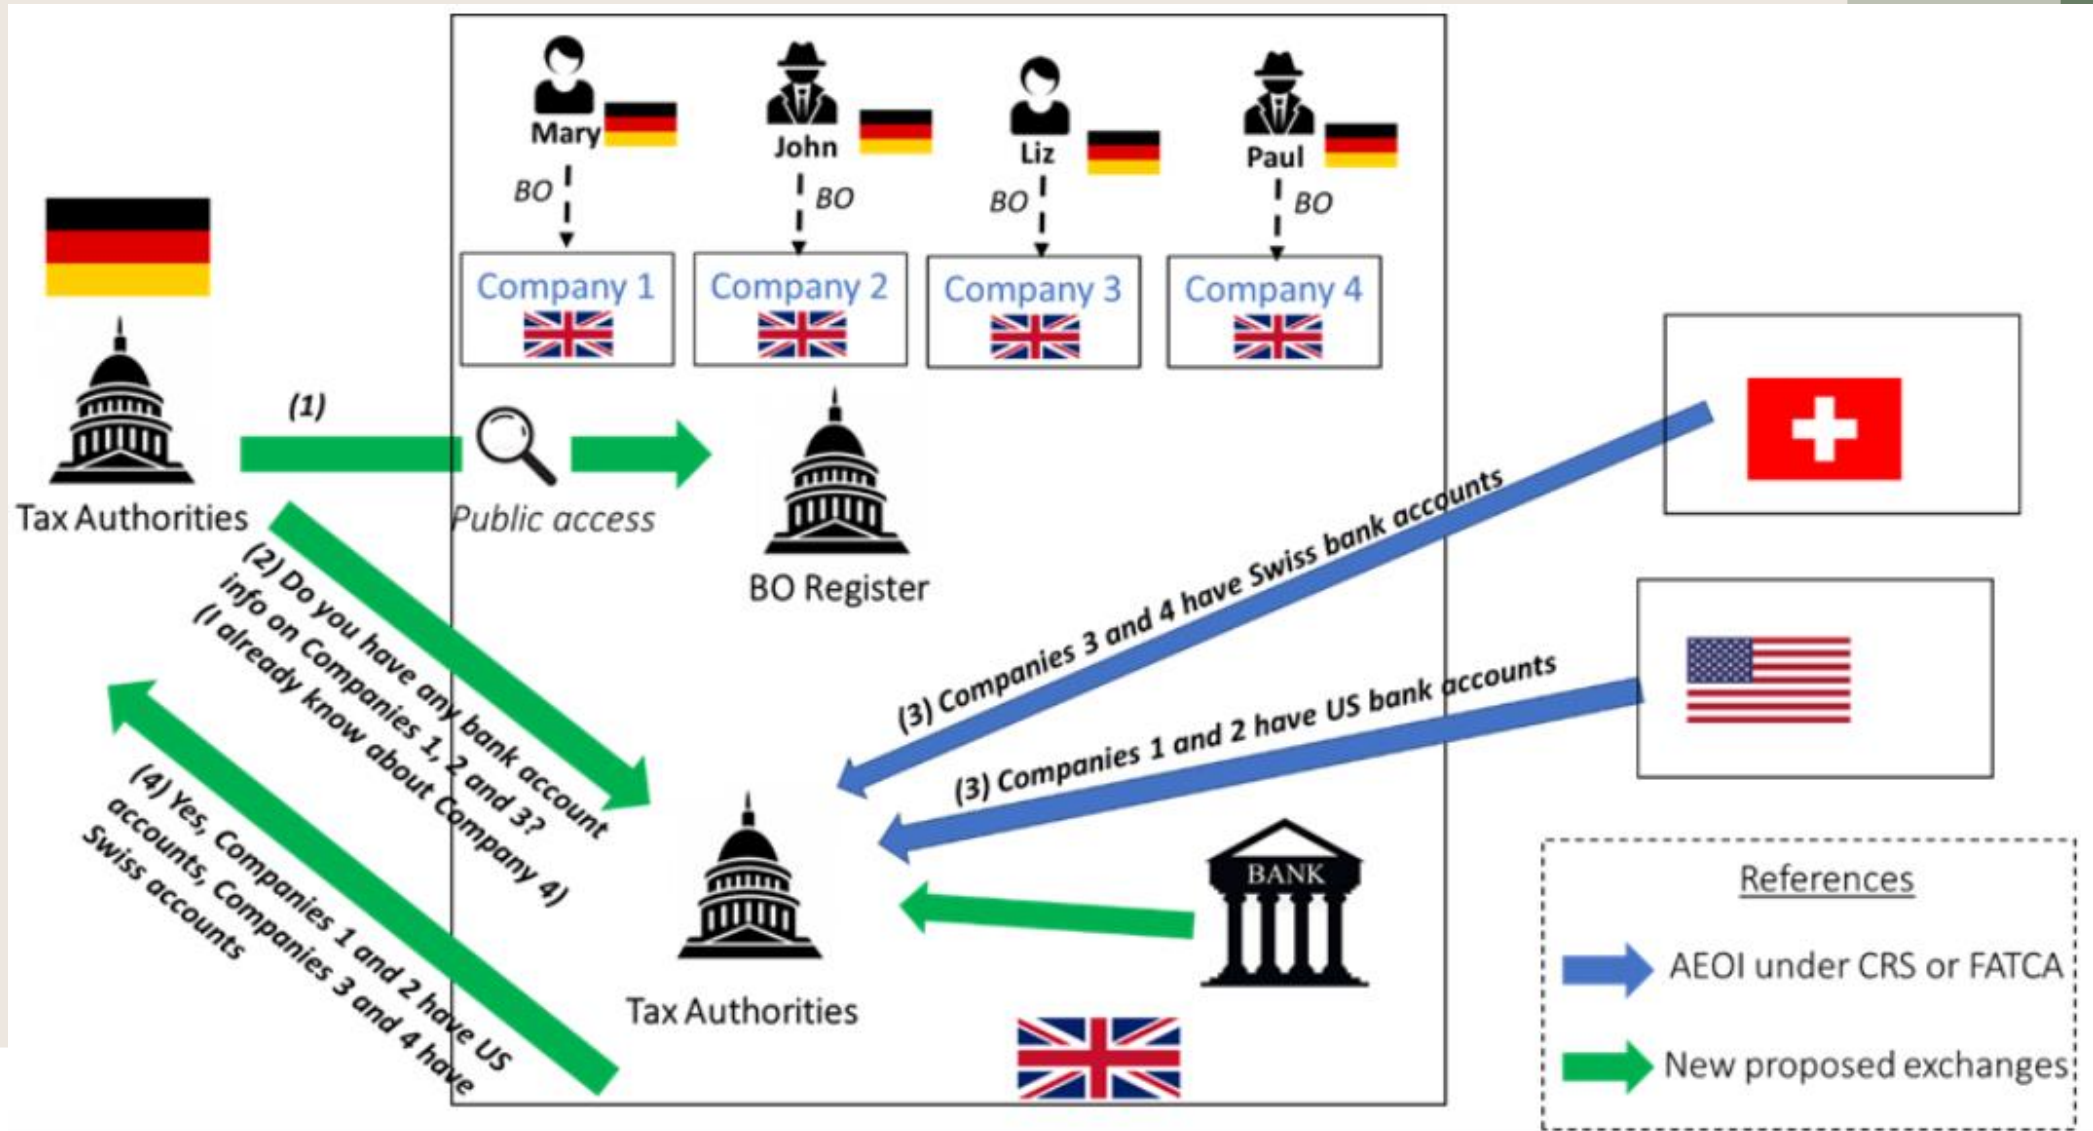 Mary
John
Liz
Paul
BO
BO
BO
BO
Company 1
Company 2
Company 3
Company 4
(1)
Tax Authorities
Public access
BO Register
(2) Do you have any bank account
info on Companies 1, 2 and 3?
(I already know about Company 4)
(3) Companies 3 and 4 have Swiss bank accounts
(3) Companies 1 and 2 have US bank accounts
(4) Yes, Companies 1 and 2 have US
accounts, Companies 3 and 4 have
Swiss accounts
BANK
Tax Authorities
References
AEOI under CRS or FATCA
New proposed exchanges